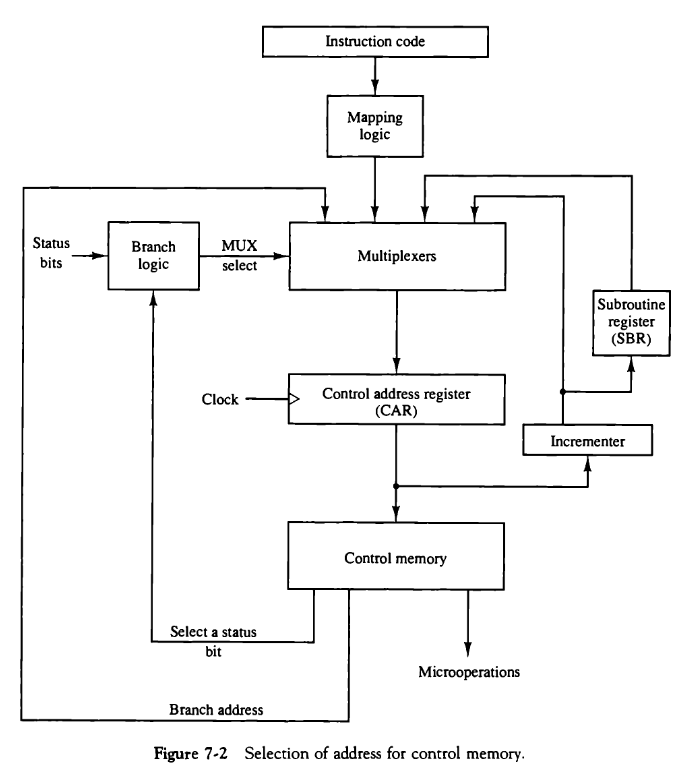 Instruction code
Mapping
logic
Status
bits
Branch
logic
MUX
select
Multiplexers
Subroutine
register
(SBR)
Clock
Control address register
(CAR)
Incrementer
Control memory
Select a status
bit
Microoperations
Branch address
Figure 7-2 Selection of address for control memory.